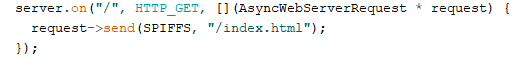 server.on("/", HTTP_GET, [](AsyncWebServerRequest * request) {
  request->send(SPIFFS, "/index.html");
});